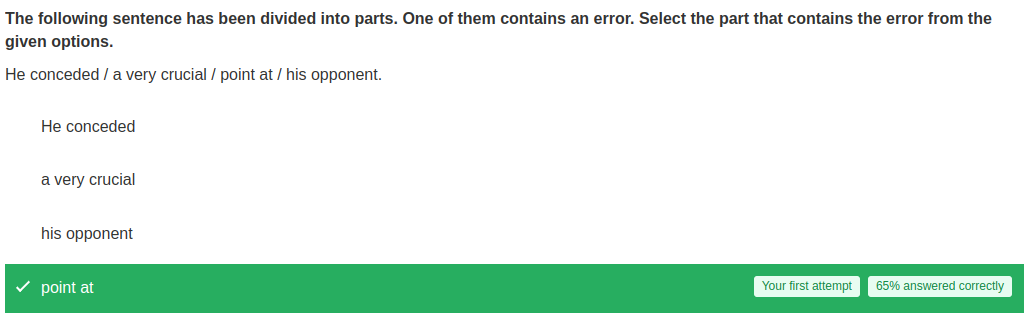 The following sentence has been divided into parts. One of them contains an error. Select the part that contains the error from the
given options.
He conceded / a very crucial / point at / his opponent.
He conceded
a very crucial
his opponent
point at
Your first attempt
65% answered correctly